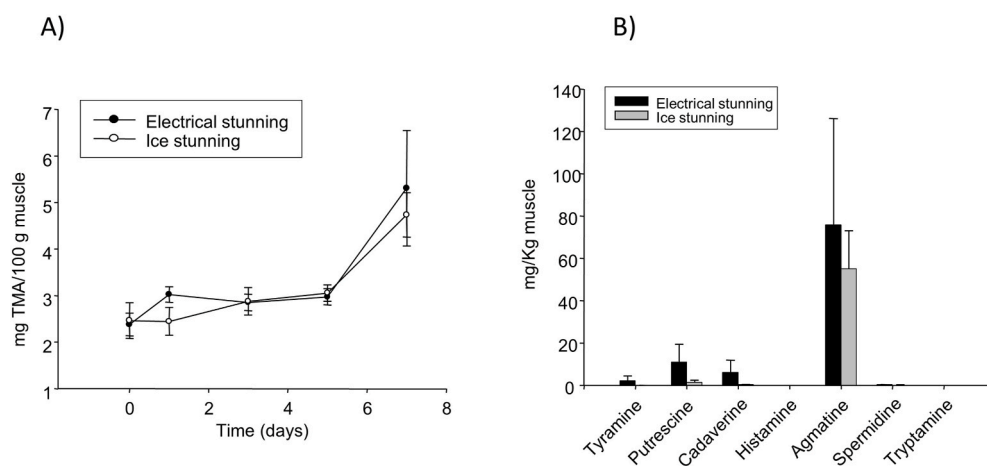 A)
7
6
5
4
3
2
1
mg TMA/100 g muscle
Electrical stunning
Ice stunning
0
2
4
6
8
Time (days)
B)
140
120
100
80
60
40
20
0
mg/Kg muscle
Electrical stunning
Ice stunning
Tyramine
Putrescine
Cadaverine
Histamine
Agmatine
Spermidine
Tryptamine